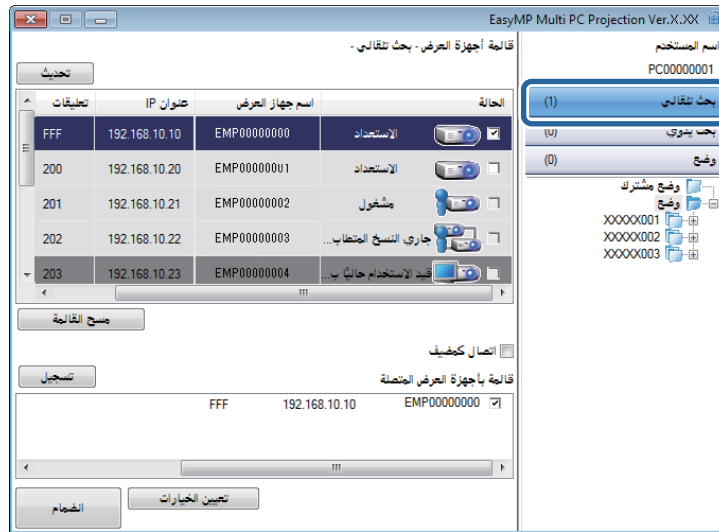 EasyMP Multi PC Projection Ver.X.XX
اسم المستخدم
PC00000001
بحث تلقائي (1)
بحث يدوي (0)
وضع (0)
وضع مشترك
وضع
XXXXX001
XXXXX002
XXXXX003
قائمة أجهزة العرض - بحث تلقائي -
تحديث
الحالة اسم جهاز العرض عنوان IP تعليقات
الاستعداد EMP00000000 192.168.10.10 FFF
الاستعداد EMP00000001 192.168.10.20 200
مشغول EMP00000002 192.168.10.21 201
جاري النسخ المتطاب... EMP00000003 192.168.10.22 202
قيد الاستخدام حاليًا ب... EMP00000004 192.168.10.23 203
مسح القائمة
اتصال كمضيف
قائمة بأجهزة العرض المتصلة
تسجيل
EMP00000000 192.168.10.10 FFF
تعيين الخيارات
انضمام